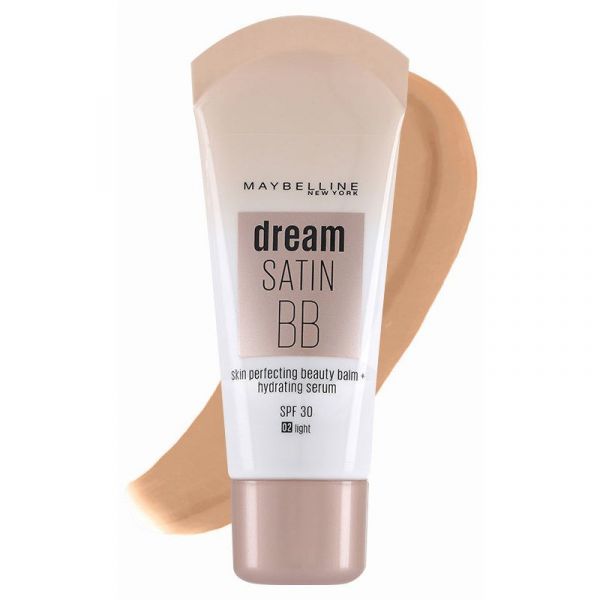 MAYBELLINE
NEW YORK
dream
SATIN
BB
skin perfecting beauty balm +
hydrating serum
SPF 30
02 light